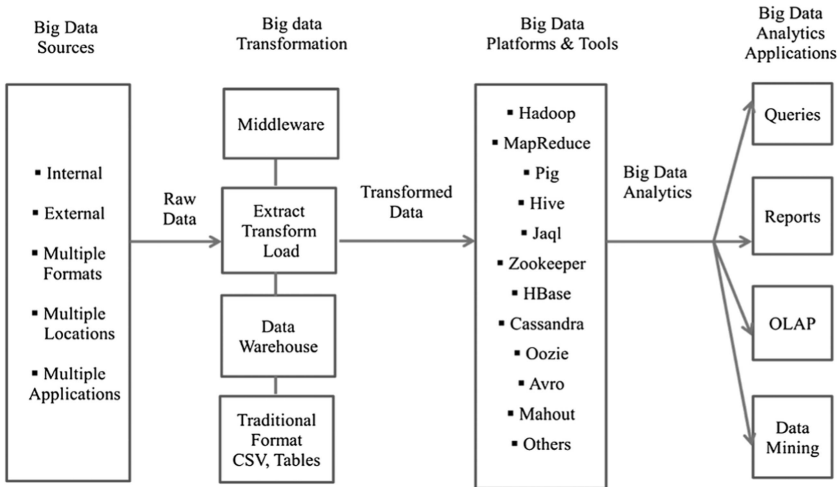 Big Data
Sources
▪ Internal
▪ External
▪ Multiple
Formats
▪ Multiple
Locations
▪ Multiple
Applications
Raw
Data
Big data
Transformation
Middleware
Extract
Transform
Load
Data
Warehouse
Traditional
Format
CSV, Tables
Transformed
Data
Big Data
Platforms & Tools
▪ Hadoop
▪ MapReduce
▪ Pig
▪ Hive
▪ Jaql
▪ Zookeeper
▪ HBase
▪ Cassandra
▪ Oozie
▪ Avro
▪ Mahout
▪ Others
Big Data
Analytics
Big Data
Analytics
Applications
Queries
Reports
OLAP
Data
Mining